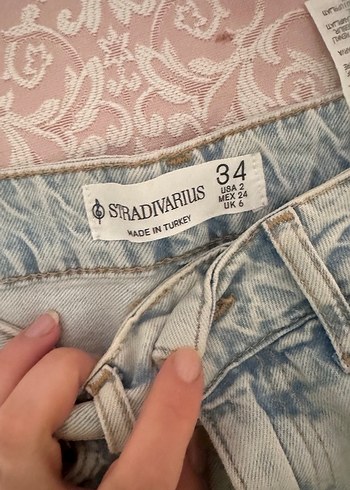 34
USA 2
MEX 24
UK 6
STRADIVARIUS
MADE IN TURKEY